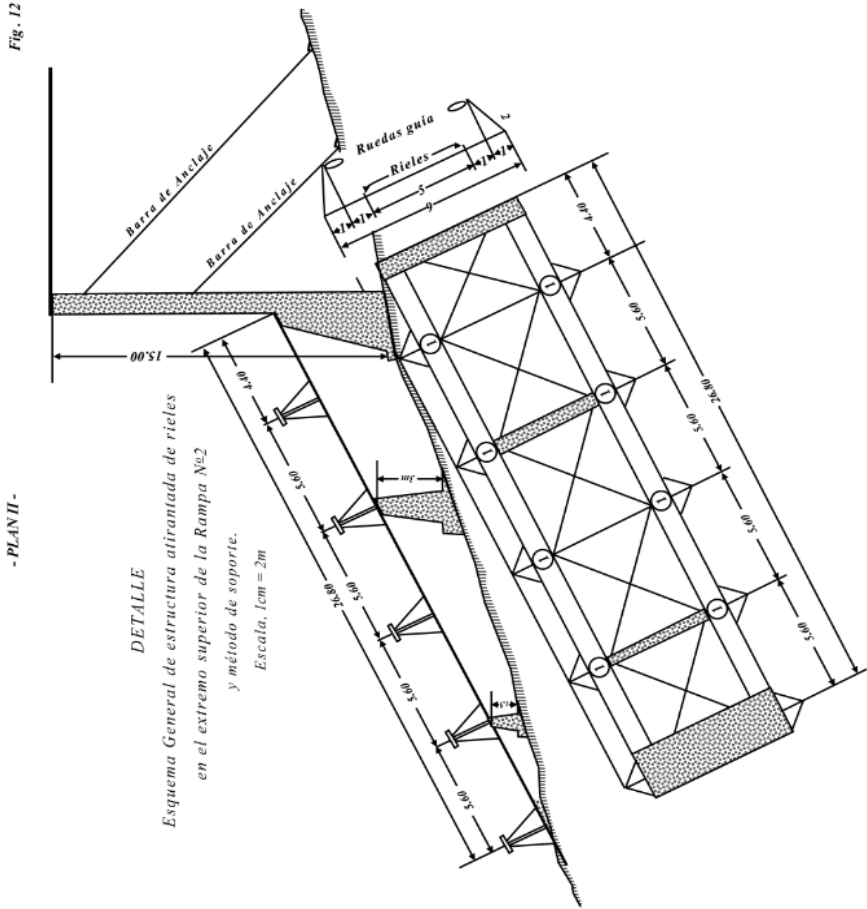 - PLAN II -
Fig. 12
DETALLE
Esquema General de estructura atirantada de rieles
en el extremo superior de la Rampa Nº2
y método de soporte.
Escala, 1cm = 2m
Barra de Anclaje
Barra de Anclaje
15.00
4.40
5.60
5.60
5.60
5.60
26.80
3m
1,5
Ruedas guia
Rieles
1
1
5
1
1
9
2
4.40
5.60
5.60
5.60
5.60
26.80
1
1
1
1
1
1
1
1